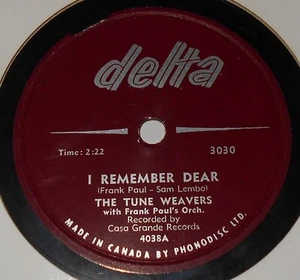 delta
Time: 2:22 3030
I REMEMBER DEAR
(Frank Paul - Sam Lembo)
THE TUNE WEAVERS
with Frank Paul's Orch.
Recorded by
Casa Grande Records
4038A
MADE IN CANADA BY PHONODISC LTD.